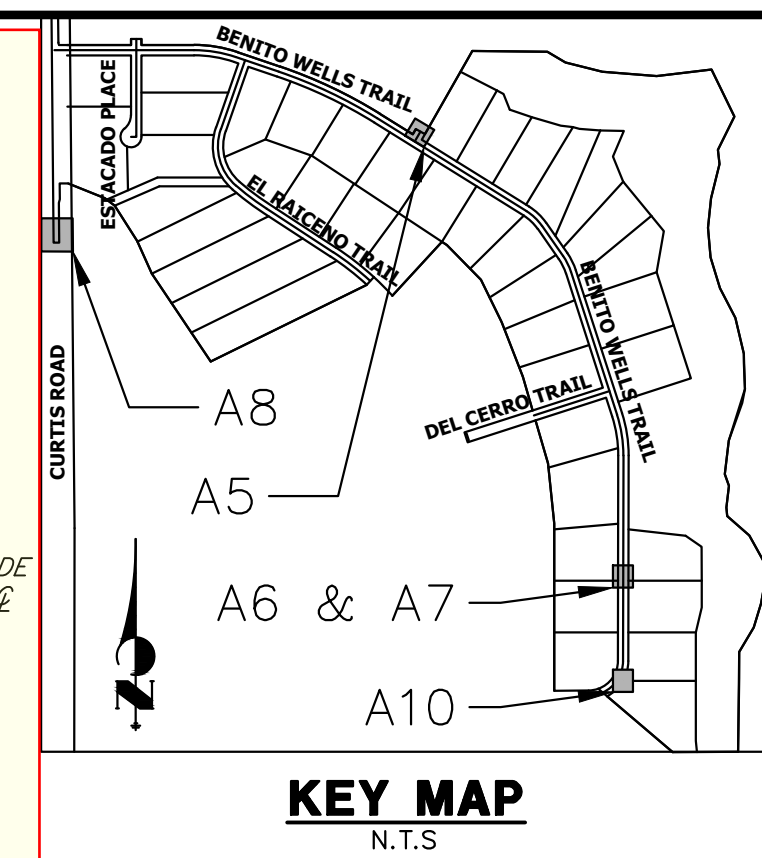 BENITO WELLS TRAIL
ESTACADO PLACE
EL RAICENO TRAIL
BENITO WELLS TRAIL
CURTIS ROAD
A8
DEL CERRO TRAIL
A5
DE
A6 & A7
N
A10
KEY MAP
N.T.S